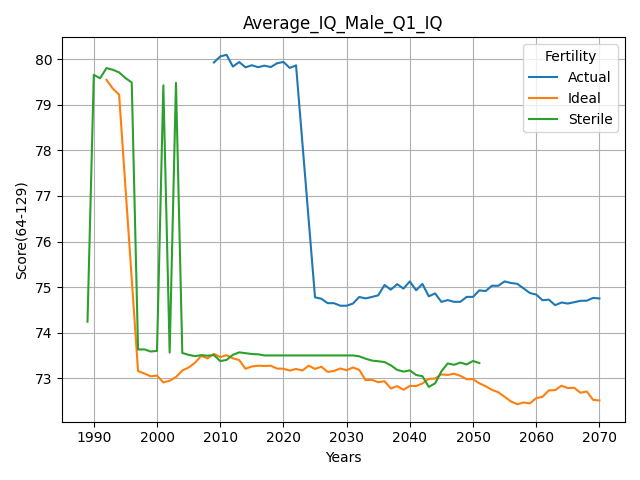 Average_IQ_Male_Q1_IQ
Fertility
Actual
Ideal
Sterile
Score(64-129)
80
79
78
77
76
75
74
73
1990 2000 2010 2020 2030 2040 2050 2060 2070
Years